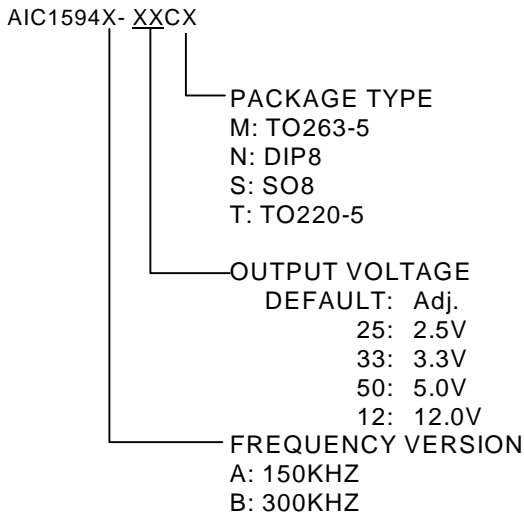 AIC1594X- XXCX
PACKAGE TYPE
M: TO263-5
N: DIP8
S: SO8
T: TO220-5
OUTPUT VOLTAGE
DEFAULT: Adj.
25: 2.5V
33: 3.3V
50: 5.0V
12: 12.0V
FREQUENCY VERSION
A: 150KHZ
B: 300KHZ